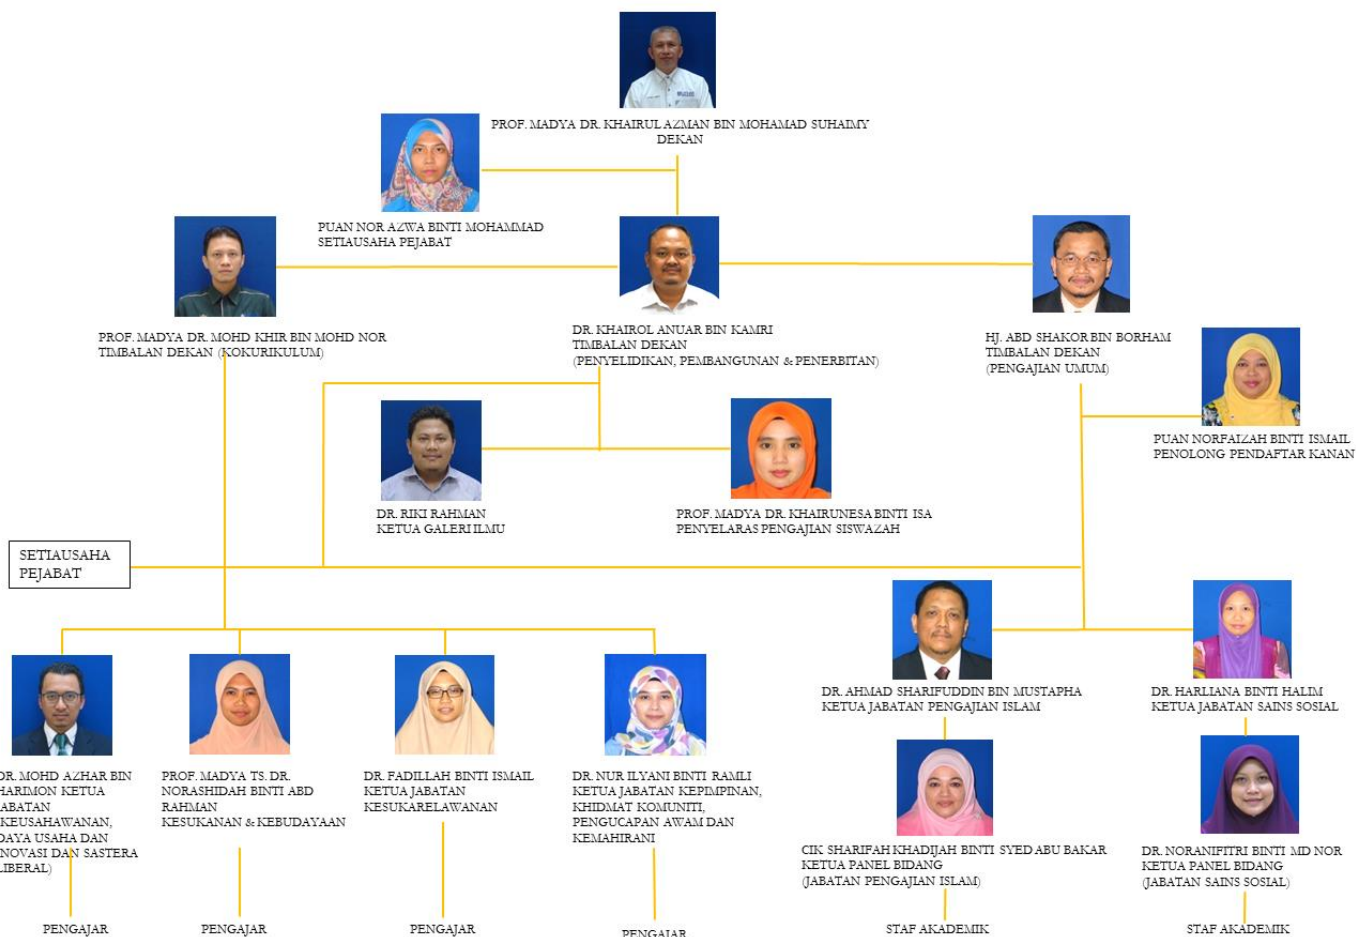 PROF. MADYA DR. KHAIRUL AZMAN BIN MOHAMAD SUHAIMY
DEKAN
PUAN NOR AZWA BINTI MOHAMMAD
SETIAUSAHA PEJABAT
PROF. MADYA DR. MOHD KHIR BIN MOHD NOR
TIMBALAN DEKAN (KOKURIKULUM)
DR. KHAIROL ANUAR BIN KAMRI
TIMBALAN DEKAN
(PENYELIDIKAN, PEMBANGUNAN & PENERBITAN)
HJ. ABD SHAKOR BIN BORHAM
TIMBALAN DEKAN
(PENGAJIAN UMUM)
PUAN NORFAIZAH BINTI ISMAIL
PENOLONG PENDAFTAR KANAN
DR. RIKI RAHMAN
KETUA GALERI ILMU
PROF. MADYA DR. KHAIRUNESA BINTI ISA
PENYELARAS PENGAJIAN SISWAZAH
SETIAUSAHA
PEJABAT
DR. AHMAD SHARIFUDDIN BIN MUSTAPHA
KETUA JABATAN PENGAJIAN ISLAM
DR. HARLIANA BINTI HALIM
KETUA JABATAN SAINS SOSIAL
DR. MOHD AZHAR BIN
HARIMON KETUA
JABATAN
(KEUSAHAWANAN,
DAYA USAHA DAN
INOVASI DAN SASTERA
LIBERAL)
PROF. MADYA TS. DR.
NORASHIDAH BINTI ABD
RAHMAN
KESUKANAN & KEBUDAYAAN
DR. FADILLAH BINTI ISMAIL
KETUA JABATAN
KESUKARELAWANAN
DR. NUR ILYANI BINTI RAMLI
KETUA JABATAN KEPIMPINAN,
KHIDMAT KOMUNITI,
PENGUCAPAN AWAM DAN
KEMAHIRANI
CIK SHARIFAH KHADIJAH BINTI SYED ABU BAKAR
KETUA PANEL BIDANG
(JABATAN PENGAJIAN ISLAM)
DR. NORANIFITRI BINTI MD NOR
KETUA PANEL BIDANG
(JABATAN SAINS SOSIAL)
PENGAJAR
PENGAJAR
PENGAJAR
PENGAJAR
STAF AKADEMIK
STAF AKADEMIK